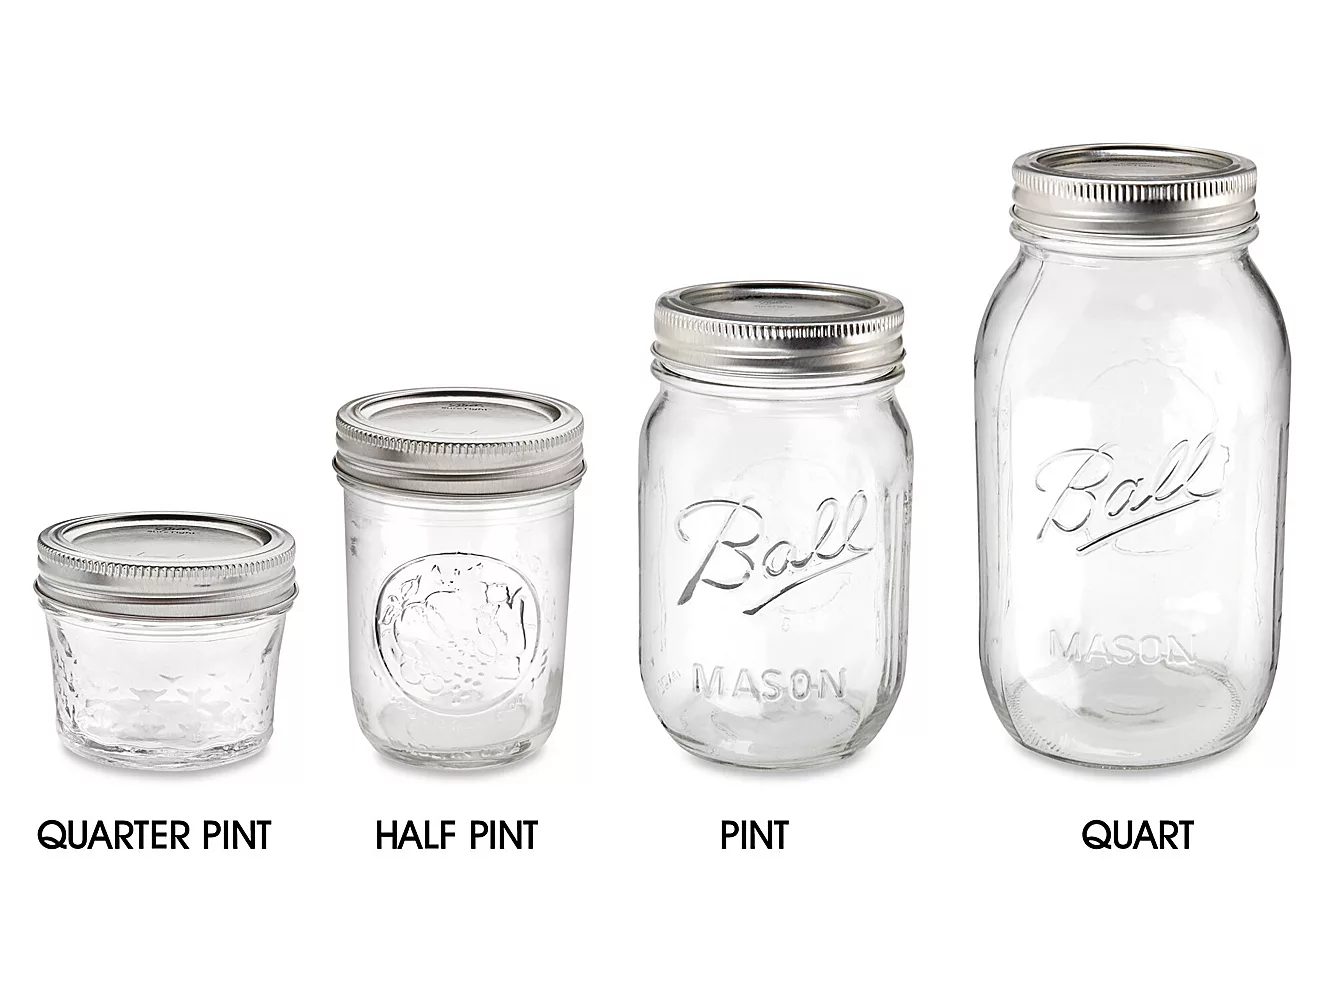 Ball
MASON
Ball
MASON
QUARTER PINT
HALF PINT
PINT
QUART